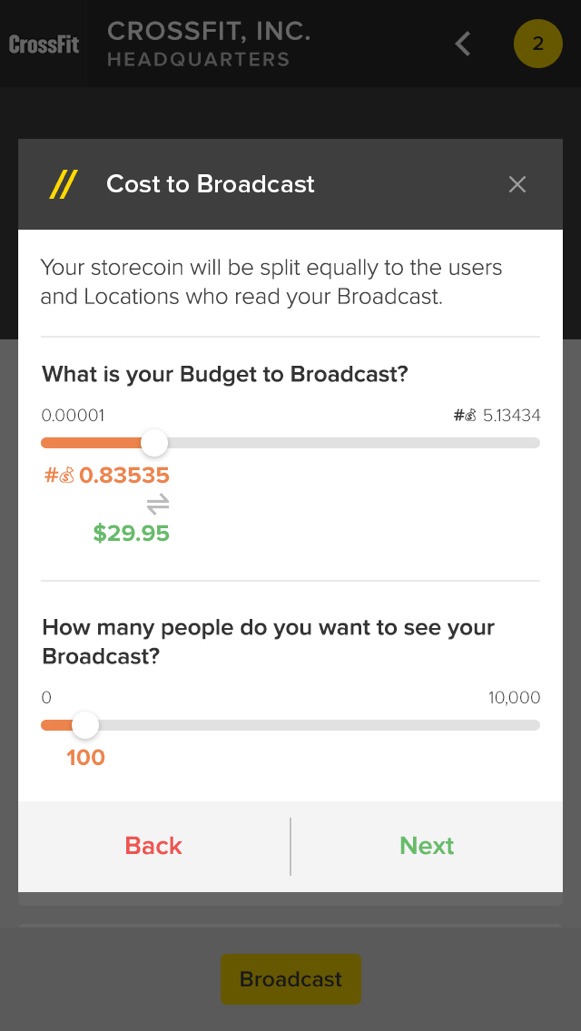 CrossFit
CROSSFIT, INC.
HEADQUARTERS
2
Cost to Broadcast
Your storecoin will be split equally to the users
and Locations who read your Broadcast.
What is your Budget to Broadcast?
0.00001
#💰 5.13434
#💰 0.83535
$29.95
How many people do you want to see your
Broadcast?
0
10,000
100
Back
Next
Broadcast